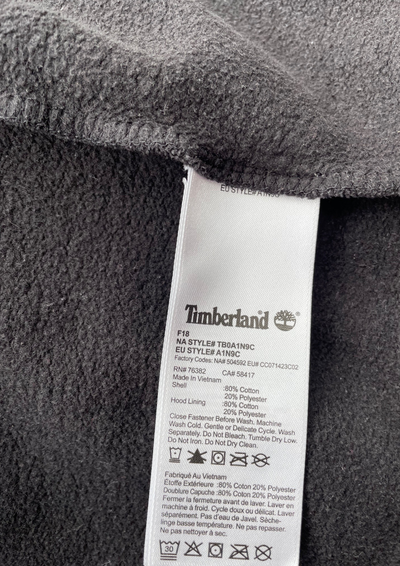 EU STYLE# A1N9C
Timberland
F18
NA STYLE# TB0A1N9C
EU STYLE# A1N9C
Factory Codes: NA# 504592 EU# CC071423C02
RN# 76382 CA# 58417
Made In Vietnam
Shell :80% Cotton
20% Polyester
Hood Lining :80% Cotton
20% Polyester
Close Fastener Before Wash. Machine
Wash Cold. Gentle or Delicate Cycle. Wash
Separately. Do Not Bleach. Tumble Dry Low.
Do Not Iron. Do Not Dry Clean.
Fabriqué Au Vietnam
Étoffe Extérieure :80% Coton 20% Polyester
Doublure Capuche :80% Coton 20% Polyester
Fermer la fermeture avant de laver. Laver en
machine à froid. Cycle doux ou délicat. Laver
séparément. Pas d'eau de Javel. Sèche-
linge basse température. Ne pas repasser.
Ne pas nettoyer à sec.
30